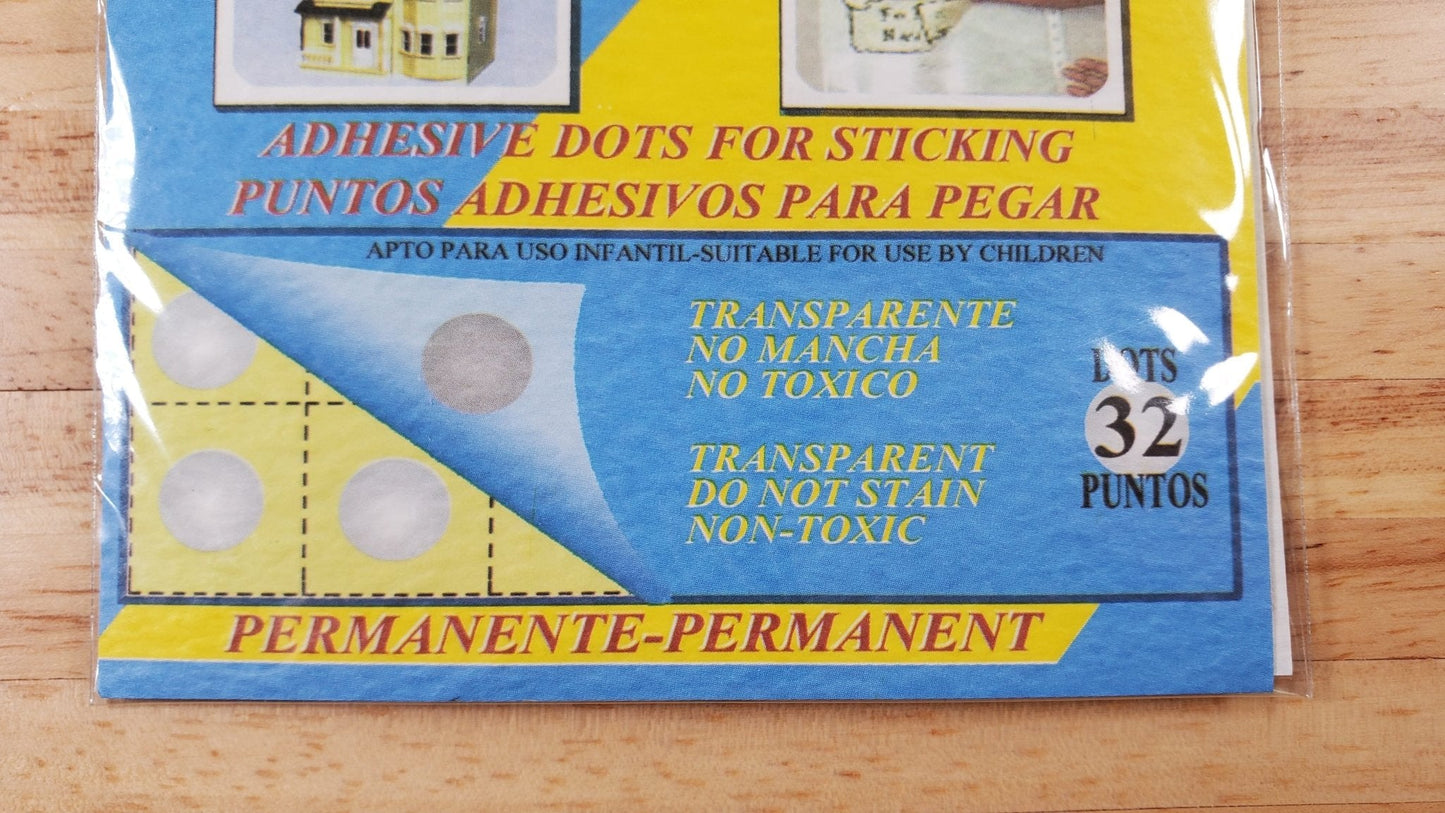 ADHESIVE DOTS FOR STICKING
PUNTOS ADHESIVOS PARA PEGAR
APTO PARA USO INFANTIL-SUITABLE FOR USE BY CHILDREN
TRANSPARENTE
NO MANCHA
NO TOXICO
TRANSPARENT
DO NOT STAIN
NON-TOXIC
DOTS
32
PUNTOS
PERMANENTE-PERMANENT